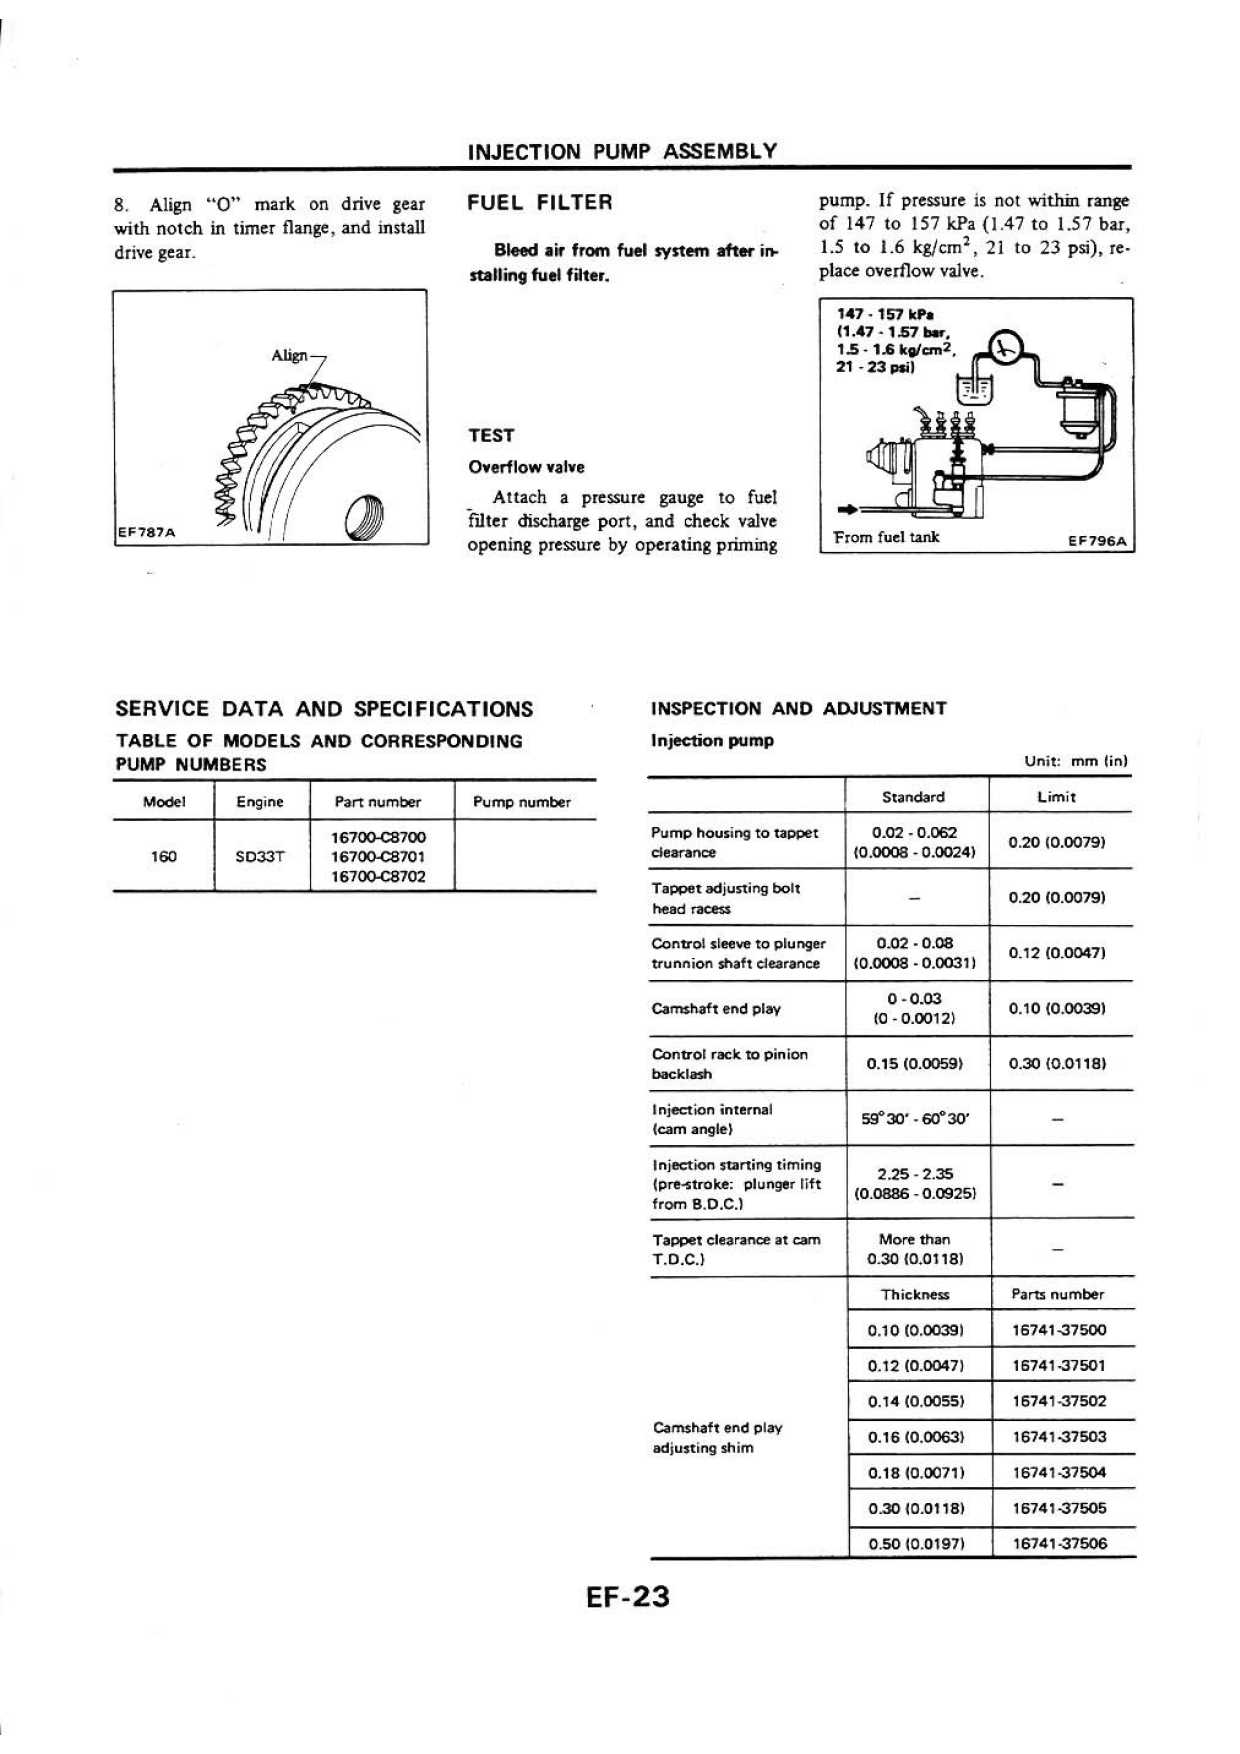 INJECTION PUMP ASSEMBLY
8. Align “O” mark on drive gear
with notch in timer flange, and install
drive gear.
Align
EF787A
FUEL FILTER
Bleed air from fuel system after in-
stalling fuel filter.
TEST
Overflow valve
Attach a pressure gauge to fuel
filter discharge port, and check valve
opening pressure by operating priming
pump. If pressure is not within range
of 147 to 157 kPa (1.47 to 1.57 bar,
1.5 to 1.6 kg/cm², 21 to 23 psi), re-
place overflow valve.
147 - 157 kPa
(1.47 - 1.57 bar,
1.5 - 1.6 kg/cm²,
21 - 23 psi)
From fuel tank
EF796A
SERVICE DATA AND SPECIFICATIONS
TABLE OF MODELS AND CORRESPONDING
PUMP NUMBERS
Model Engine Part number Pump number
16700-C8700
160 SD33T 16700-C8701
16700-C8702
INSPECTION AND ADJUSTMENT
Injection pump
Unit: mm (in)
Standard Limit
Pump housing to tappet
clearance
0.02 - 0.062
(0.0008 - 0.0024)
0.20 (0.0079)
Tappet adjusting bolt
head racess
–
0.20 (0.0079)
Control sleeve to plunger
trunnion shaft clearance
0.02 - 0.08
(0.0008 - 0.0031)
0.12 (0.0047)
Camshaft end play
0 - 0.03
(0 - 0.0012)
0.10 (0.0039)
Control rack to pinion
backlash
0.15 (0.0059)
0.30 (0.0118)
Injection internal
(cam angle)
59°30' - 60°30'
–
Injection starting timing
(pre-stroke: plunger lift
from B.D.C.)
2.25 - 2.35
(0.0886 - 0.0925)
–
Tappet clearance at cam
T.D.C.)
More than
0.30 (0.0118)
–
Camshaft end play
adjusting shim
Thickness Parts number
0.10 (0.0039) 16741-37500
0.12 (0.0047) 16741-37501
0.14 (0.0055) 16741-37502
0.16 (0.0063) 16741-37503
0.18 (0.0071) 16741-37504
0.30 (0.0118) 16741-37505
0.50 (0.0197) 16741-37506
EF-23